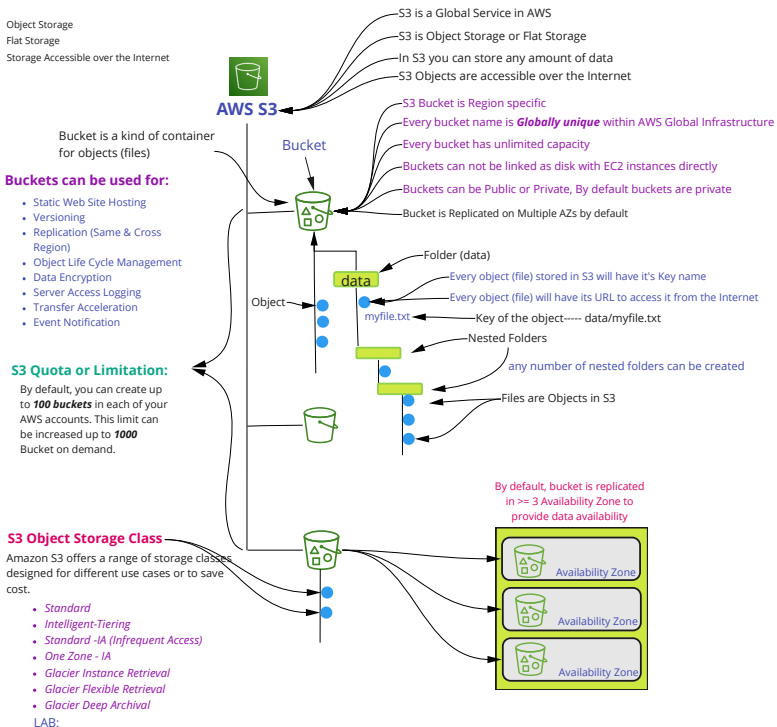 Object Storage
Flat Storage
Storage Accessible over the Internet
S3 is a Global Service in AWS
S3 is Object Storage or Flat Storage
In S3 you can store any amount of data
S3 Objects are accessible over the Internet
AWS S3
S3 Bucket is Region specific
Every bucket name is Globally unique within AWS Global Infrastructure
Every bucket has unlimited capacity
Buckets can not be linked as disk with EC2 instances directly
Buckets can be Public or Private, By default buckets are private
Bucket is Replicated on Multiple AZs by default
Bucket is a kind of container
for objects (files)
Bucket
Buckets can be used for:
Static Web Site Hosting
Versioning
Replication (Same & Cross
Region)
Object Life Cycle Management
Data Encryption
Server Access Logging
Transfer Acceleration
Event Notification
Folder (data)
data
Every object (file) stored in S3 will have it's Key name
Every object (file) will have its URL to access it from the Internet
Object
myfile.txt
Key of the object----- data/myfile.txt
Nested Folders
any number of nested folders can be created
Files are Objects in S3
S3 Quota or Limitation:
By default, you can create up
to 100 buckets in each of your
AWS accounts. This limit can
be increased up to 1000
Bucket on demand.
By default, bucket is replicated
in >= 3 Availability Zone to
provide data availability
Availability Zone
Availability Zone
Availability Zone
S3 Object Storage Class
Amazon S3 offers a range of storage classes
designed for different use cases or to save
cost.
Standard
Intelligent-Tiering
Standard -IA (Infrequent Access)
One Zone - IA
Glacier Instance Retrieval
Glacier Flexible Retrieval
Glacier Deep Archival
LAB: